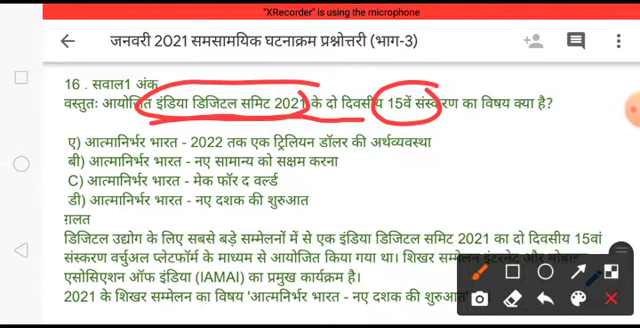 "XRecorder" is using the microphone
जनवरी 2021 समसामयिक घटनाक्रम प्रश्नोत्तरी (भाग-3)
16 . सवाल1 अंक
वस्तुतः आयोजित इंडिया डिजिटल समिट 2021 के दो दिवसीय 15वें संस्करण का विषय क्या है?
ए) आत्मानिर्भर भारत - 2022 तक एक ट्रिलियन डॉलर की अर्थव्यवस्था
बी) आत्मानिर्भर भारत - नए सामान्य को सक्षम करना
C) आत्मानिर्भर भारत - मेक फॉर द वर्ल्ड
डी) आत्मानिर्भर भारत - नए दशक की शुरुआत
ग़लत
डिजिटल उद्योग के लिए सबसे बड़े सम्मेलनों में से एक इंडिया डिजिटल समिट 2021 का दो दिवसीय 15वां
संस्करण वर्चुअल प्लेटफॉर्म के माध्यम से आयोजित किया गया था। शिखर सम्मेलन इंटरनेट और
एसोसिएशन ऑफ इंडिया (IAMAI) का प्रमुख कार्यक्रम है।
2021 के शिखर सम्मेलन का विषय 'आत्मानिर्भर भारत - नए दशक की शुरुआत'